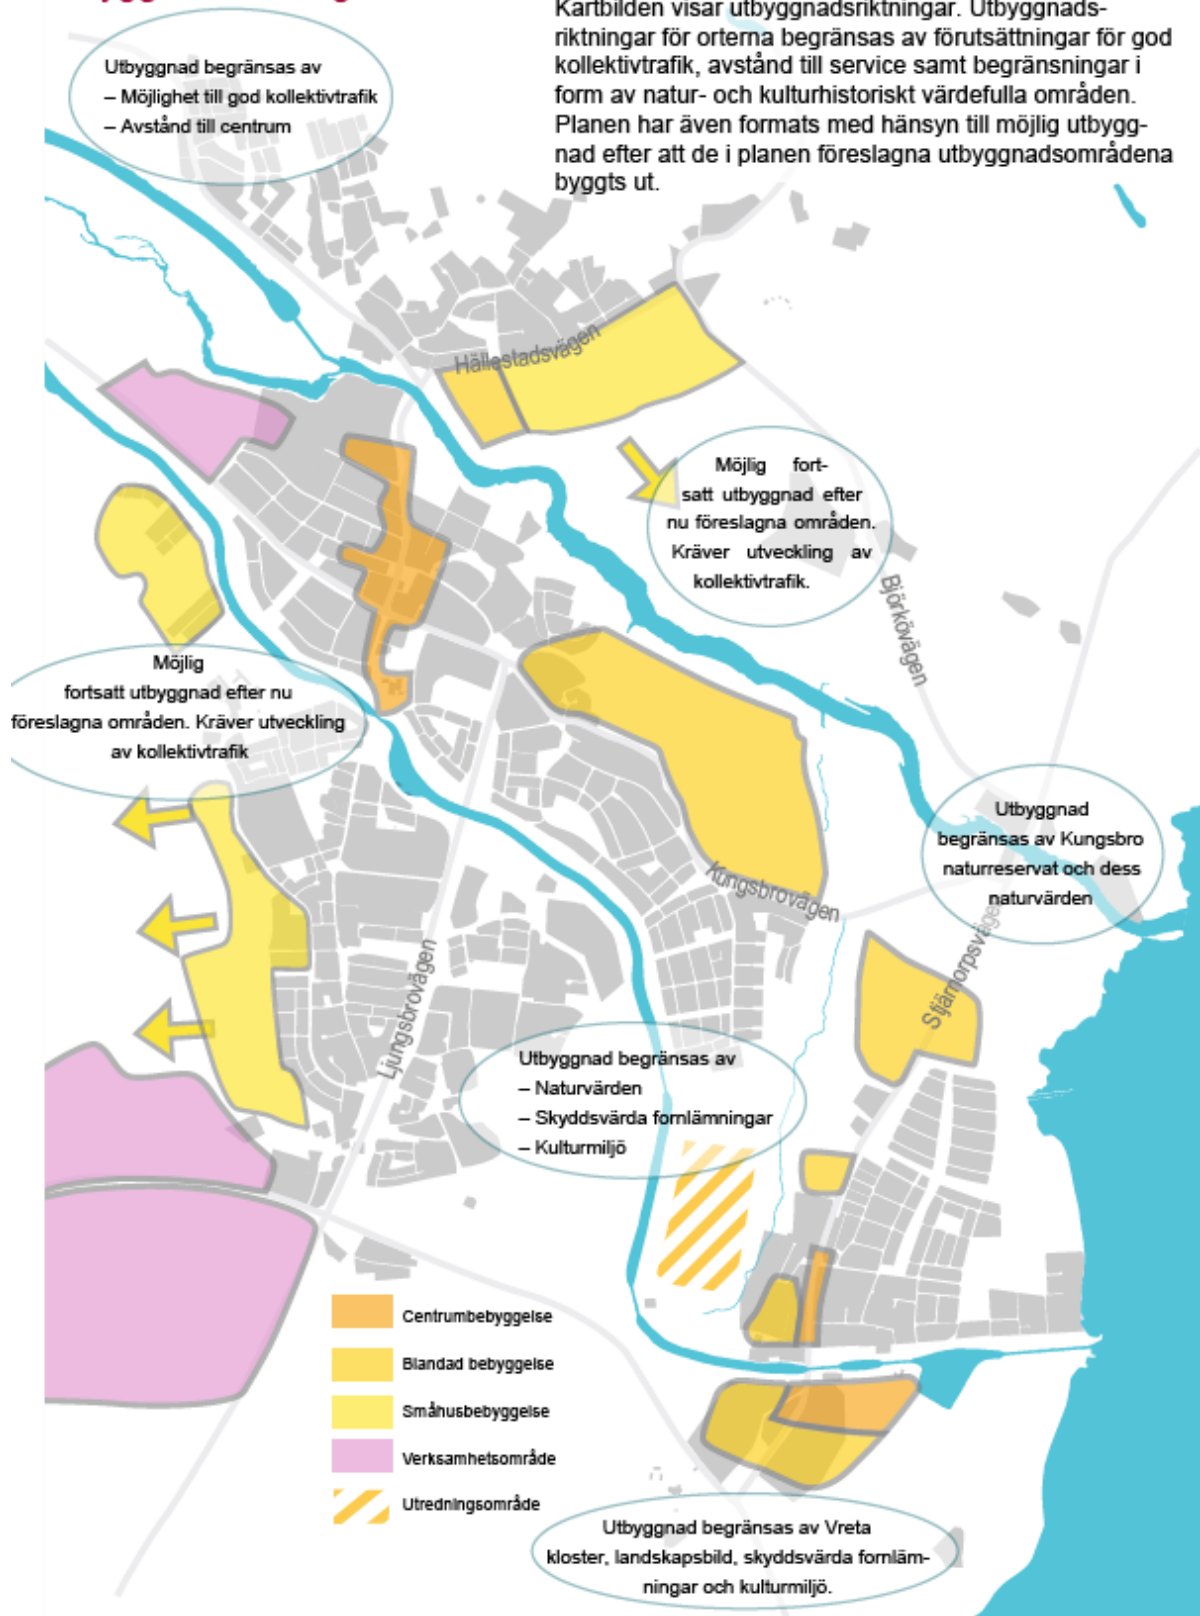 Kartbilden visar utbyggnadsriktningar. Utbyggnads-
riktningar för orterna begränsas av förutsättningar för god
kollektivtrafik, avstånd till service samt begränsningar i
form av natur- och kulturhistoriskt värdefulla områden.
Planen har även formats med hänsyn till möjlig utbygg-
nad efter att de i planen föreslagna utbyggnadsområdena
byggts ut.
Utbyggnad begränsas av
– Möjlighet till god kollektivtrafik
– Avstånd till centrum
Hällestadsvägen
Möjlig fort-
satt utbyggnad efter
nu föreslagna områden.
Kräver utveckling av
kollektivtrafik.
Björkövägen
Möjlig
fortsatt utbyggnad efter nu
föreslagna områden. Kräver utveckling
av kollektivtrafik
Utbyggnad
begränsas av Kungsbro
naturreservat och dess
naturvärden
Kungsbrovägen
Stjärnorpsvägen
Ljungsbrovägen
Utbyggnad begränsas av
– Naturvärden
– Skyddsvärda fornlämningar
– Kulturmiljö
Centrumbebyggelse
Blandad bebyggelse
Småhusbebyggelse
Verksamhetsområde
Utredningsområde
Utbyggnad begränsas av Vreta
kloster, landskapsbild, skyddsvärda fornläm-
ningar och kulturmiljö.